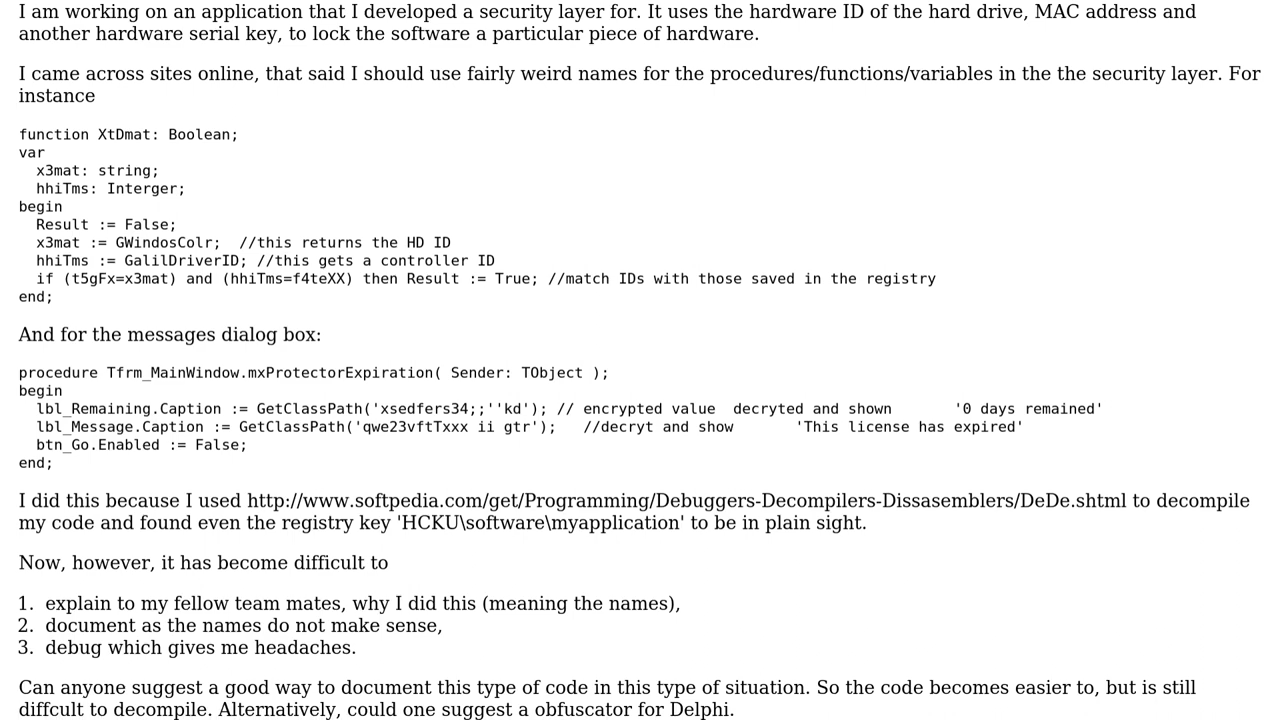 I am working on an application that I developed a security layer for. It uses the hardware ID of the hard drive, MAC address and
another hardware serial key, to lock the software a particular piece of hardware.
I came across sites online, that said I should use fairly weird names for the procedures/functions/variables in the the security layer. For
instance
function XtDmat: Boolean;
var
  x3mat: string;
  hhiTms: Interger;
begin
  Result := False;
  x3mat := GWindosColr;  //this returns the HD ID
  hhiTms := GalilDriverID; //this gets a controller ID
  if (t5gFx=x3mat) and (hhiTms=f4teXX) then Result := True; //match IDs with those saved in the registry
end;
And for the messages dialog box:
procedure Tfrm_MainWindow.mxProtectorExpiration( Sender: TObject );
begin
  lbl_Remaining.Caption := GetClassPath('xsedfers34;;''kd'); // encrypted value  decryted and shown       '0 days remained'
  lbl_Message.Caption := GetClassPath('qwe23vftTxxx ii gtr');   //decryt and show       'This license has expired'
  btn_Go.Enabled := False;
end;
I did this because I used http://www.softpedia.com/get/Programming/Debuggers-Decompilers-Dissasemblers/DeDe.shtml to decompile
my code and found even the registry key 'HCKU\software\myapplication' to be in plain sight.
Now, however, it has become difficult to
1. explain to my fellow team mates, why I did this (meaning the names),
2. document as the names do not make sense,
3. debug which gives me headaches.
Can anyone suggest a good way to document this type of code in this type of situation. So the code becomes easier to, but is still
diffcult to decompile. Alternatively, could one suggest a obfuscator for Delphi.